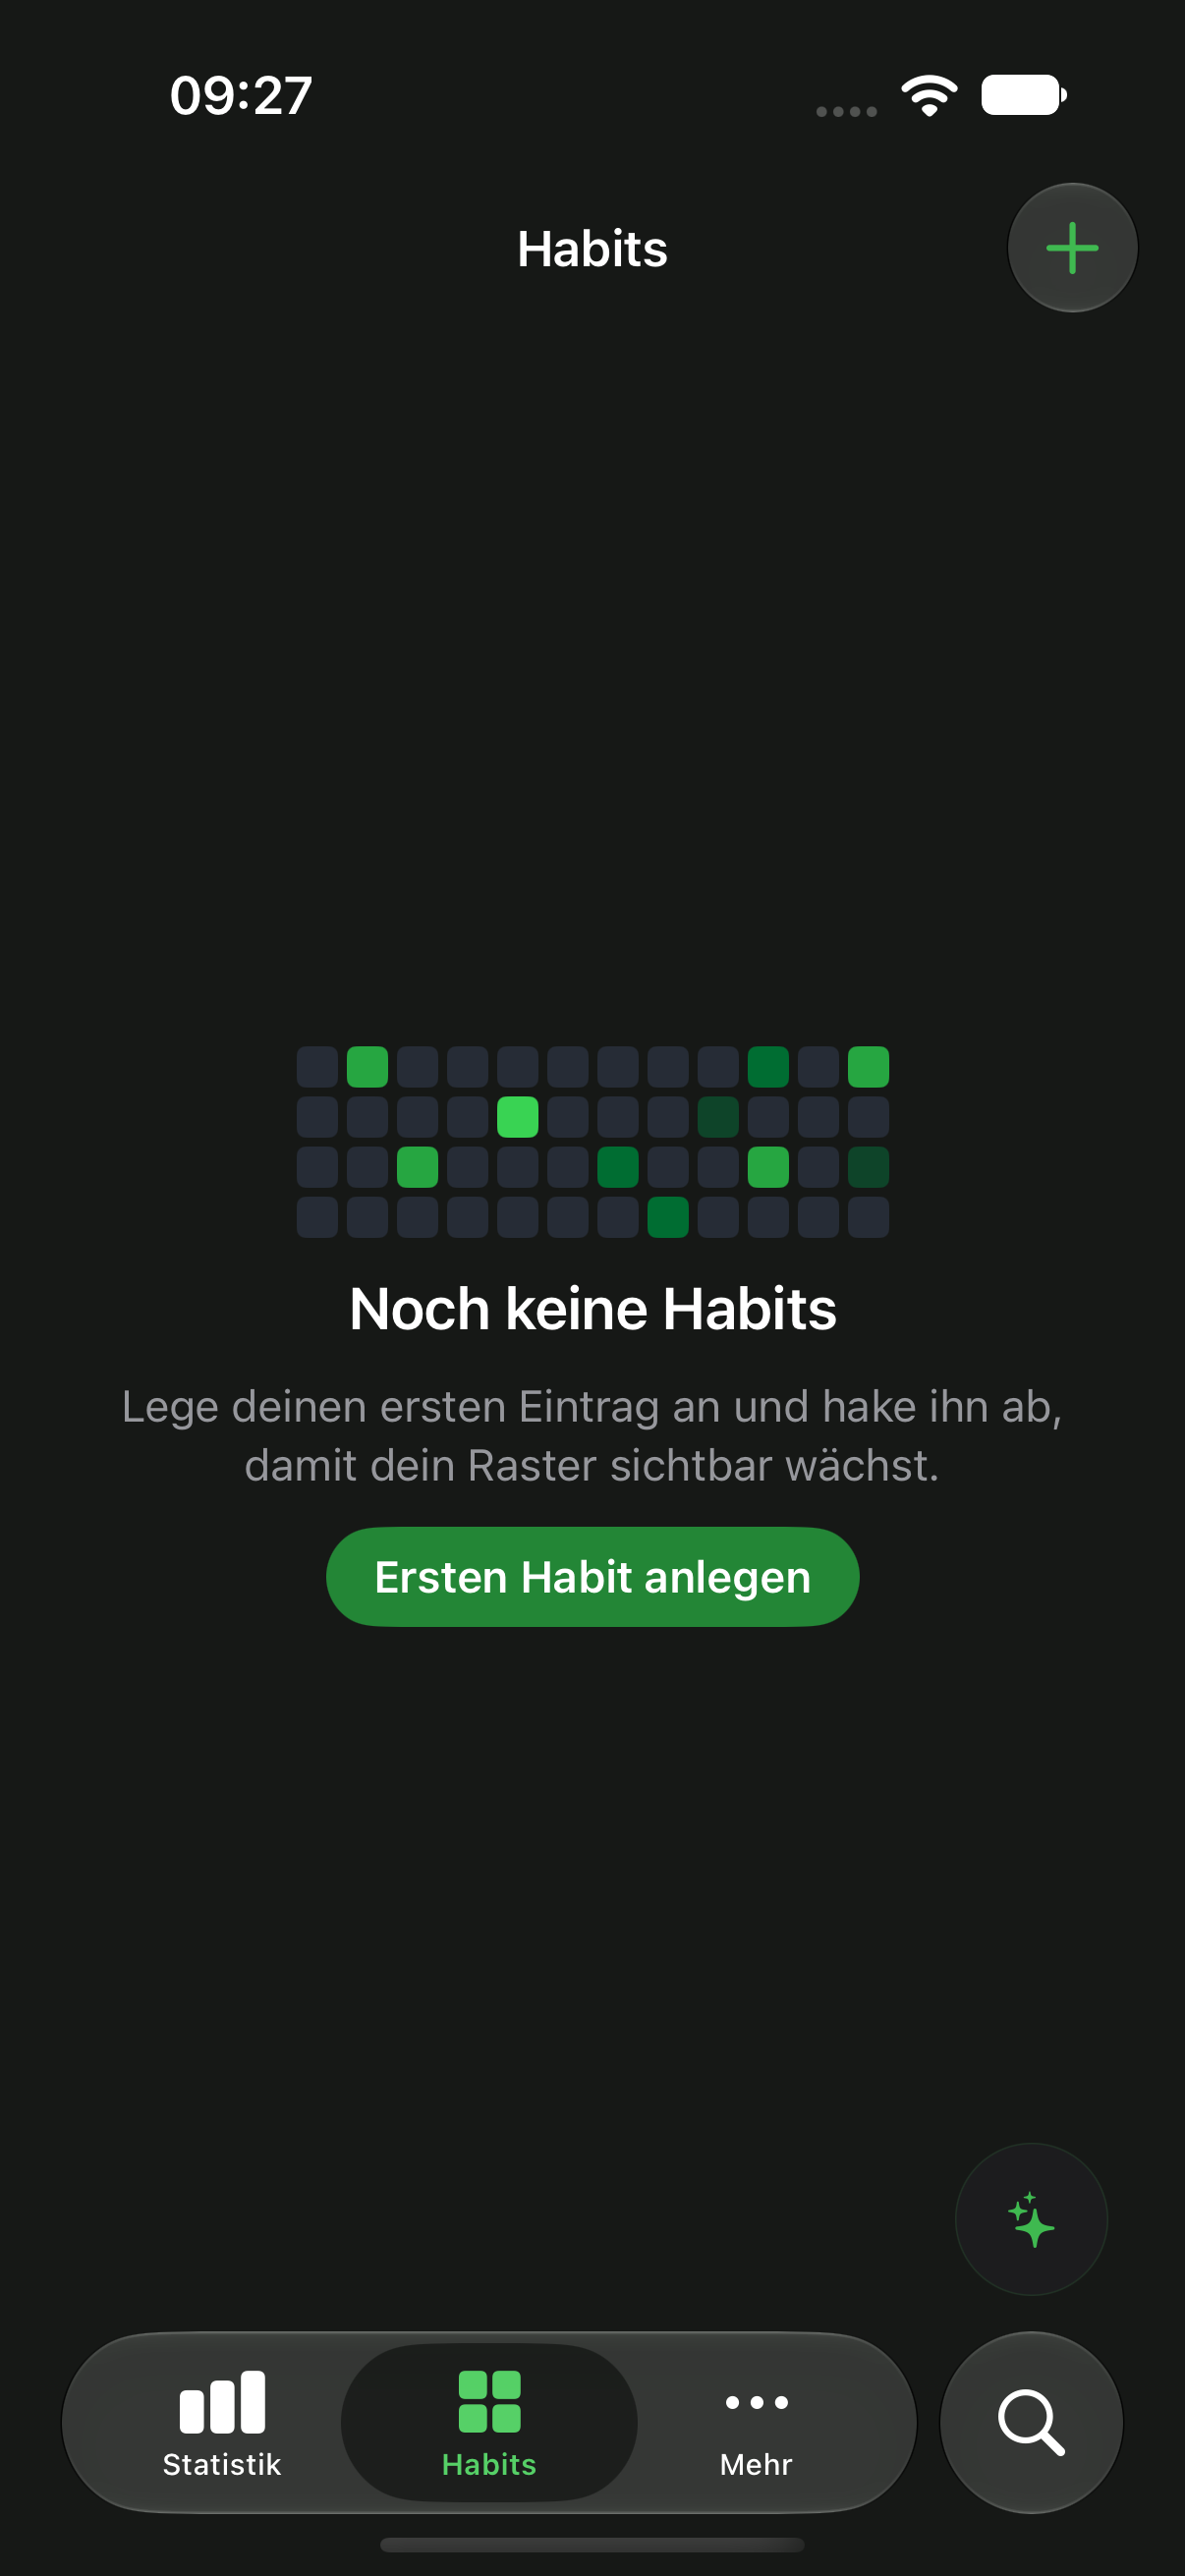 09:27
Habits
Noch keine Habits
Lege deinen ersten Eintrag an und hake ihn ab,
damit dein Raster sichtbar wächst.
Ersten Habit anlegen
Statistik
Habits
Mehr